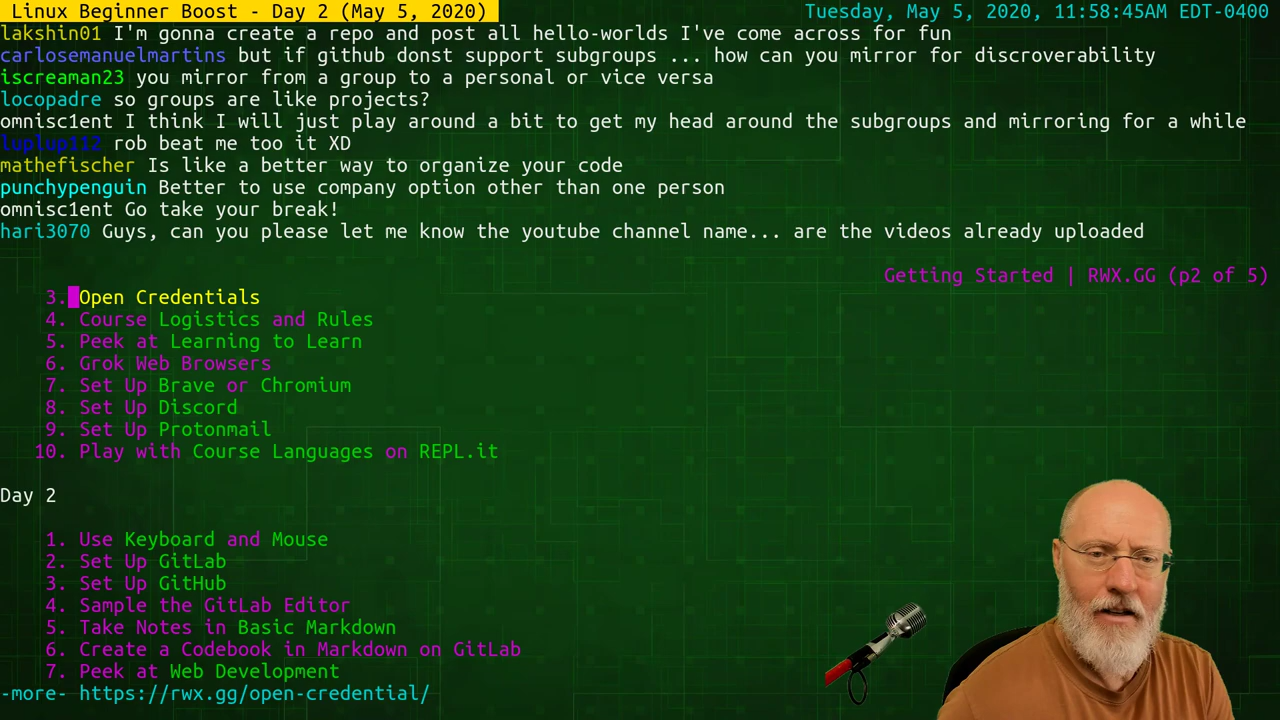 Linux Beginner Boost - Day 2 (May 5, 2020)
Tuesday, May 5, 2020, 11:58:45AM EDT-0400
lakshin01 I'm gonna create a repo and post all hello-worlds I've come across for fun
carlosemanuelmartins but if github donst support subgroups ... how can you mirror for discroverability
iscreaman23 you mirror from a group to a personal or vice versa
locopadre so groups are like projects?
omnisc1ent I think I will just play around a bit to get my head around the subgroups and mirroring for a while
luplup112 rob beat me too it XD
mathefischer Is like a better way to organize your code
punchypenguin Better to use company option other than one person
omnisc1ent Go take your break!
hari3070 Guys, can you please let me know the youtube channel name... are the videos already uploaded
Getting Started | RWX.GG (p2 of 5)
3. Open Credentials
4. Course Logistics and Rules
5. Peek at Learning to Learn
6. Grok Web Browsers
7. Set Up Brave or Chromium
8. Set Up Discord
9. Set Up Protonmail
10. Play with Course Languages on REPL.it
Day 2
1. Use Keyboard and Mouse
2. Set Up GitLab
3. Set Up GitHub
4. Sample the GitLab Editor
5. Take Notes in Basic Markdown
6. Create a Codebook in Markdown on GitLab
7. Peek at Web Development
-more- https://rwx.gg/open-credential/